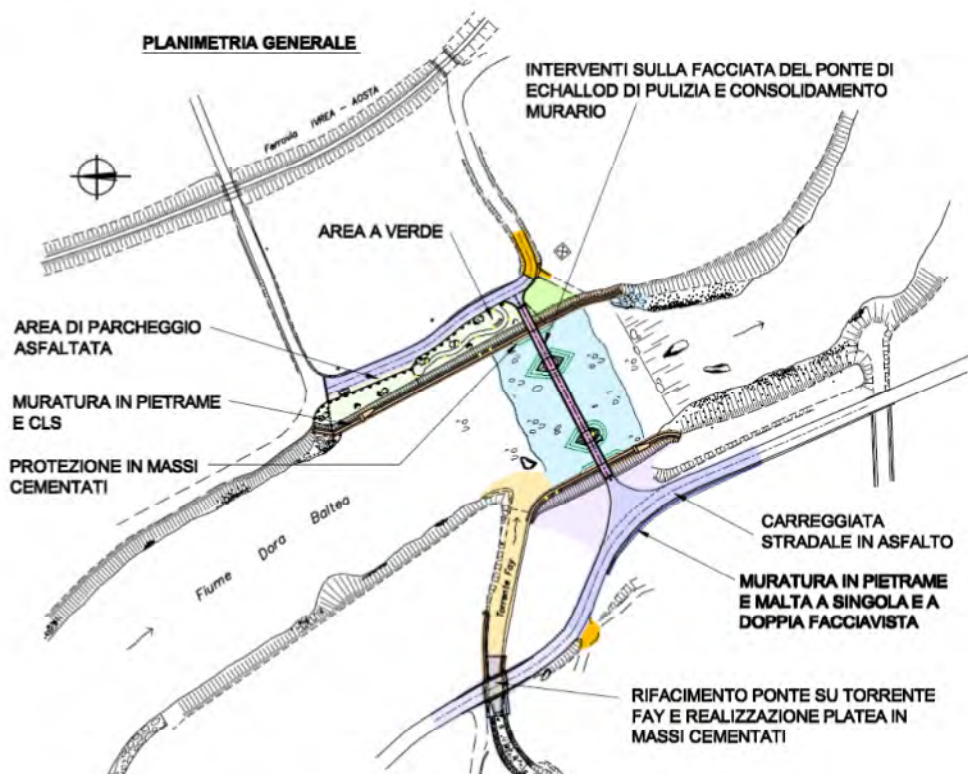 PLANIMETRIA GENERALE
INTERVENTI SULLA FACCIATA DEL PONTE DI
ECHALLOD DI PULIZIA E CONSOLIDAMENTO
MURARIO
Ferrovia IVREA - AOSTA
AREA A VERDE
AREA DI PARCHEGGIO
ASFALTATA
MURATURA IN PIETRAME
E CLS
PROTEZIONE IN MASSI
CEMENTATI
Fiume Dora Baltea
Torrente Fay
CARREGGIATA
STRADALE IN ASFALTO
MURATURA IN PIETRAME
E MALTA A SINGOLA E A
DOPPIA FACCIAVISTA
RIFACIMENTO PONTE SU TORRENTE
FAY E REALIZZAZIONE PLATEA IN
MASSI CEMENTATI